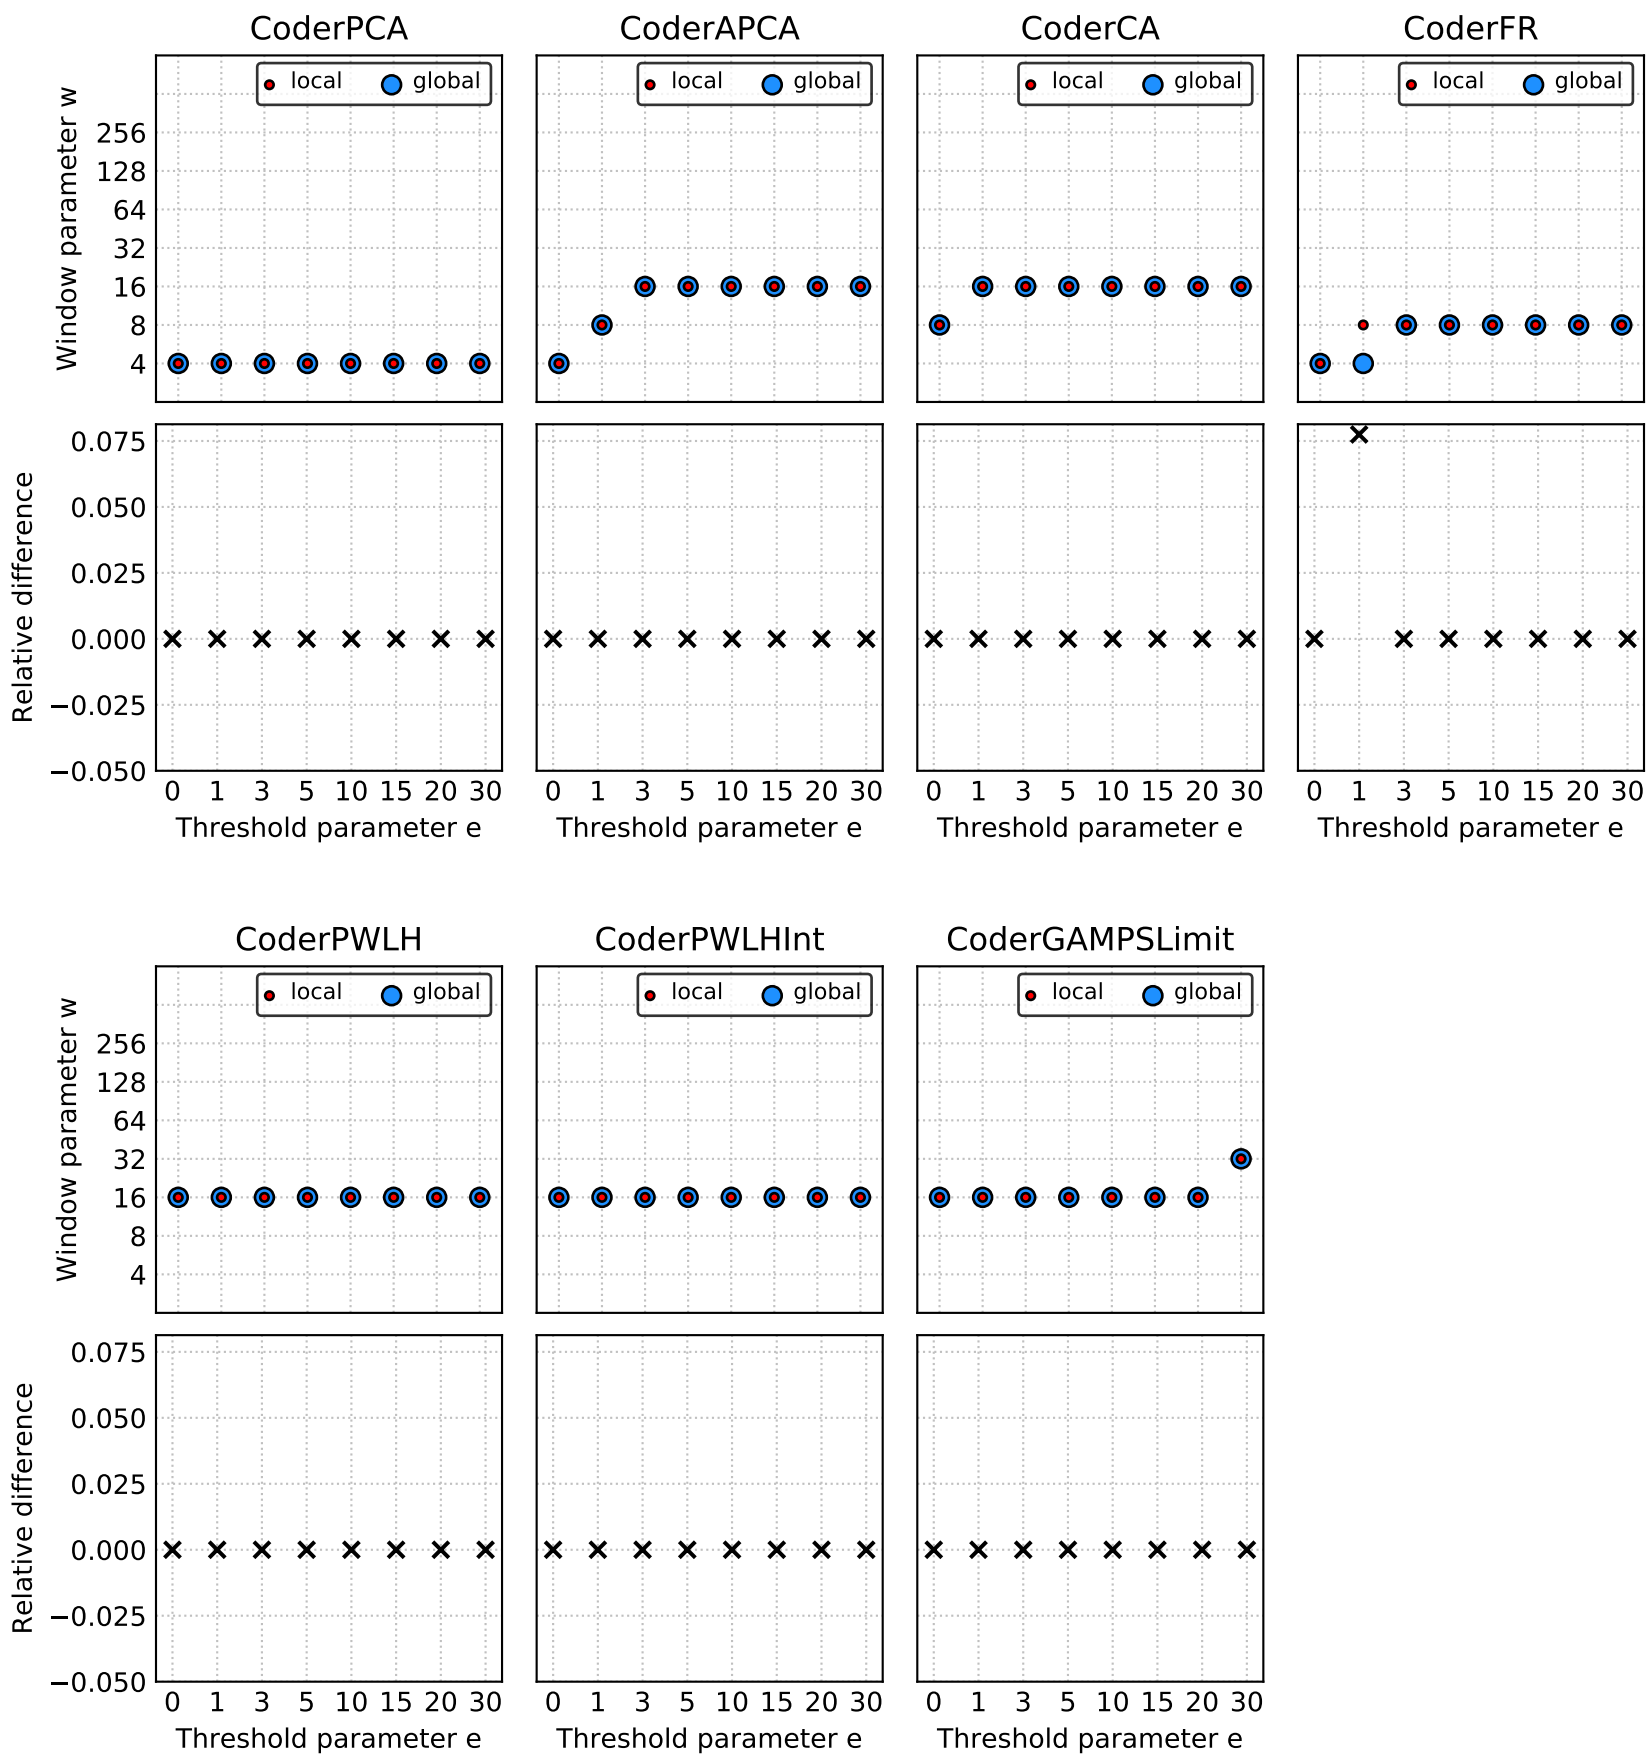 CoderPCA CoderAPCA CoderCA CoderFR
local global local global local global local global
Window parameter w
256
128
64
32
16
8
4
Relative difference
0.075
0.050
0.025
0.000
−0.025
−0.050
0 1 3 5 10 15 20 30 0 1 3 5 10 15 20 30 0 1 3 5 10 15 20 30 0 1 3 5 10 15 20 30
Threshold parameter e Threshold parameter e Threshold parameter e Threshold parameter e
CoderPWLH CoderPWLHInt CoderGAMPSLimit
local global local global local global
Window parameter w
256
128
64
32
16
8
4
Relative difference
0.075
0.050
0.025
0.000
−0.025
−0.050
0 1 3 5 10 15 20 30 0 1 3 5 10 15 20 30 0 1 3 5 10 15 20 30
Threshold parameter e Threshold parameter e Threshold parameter e